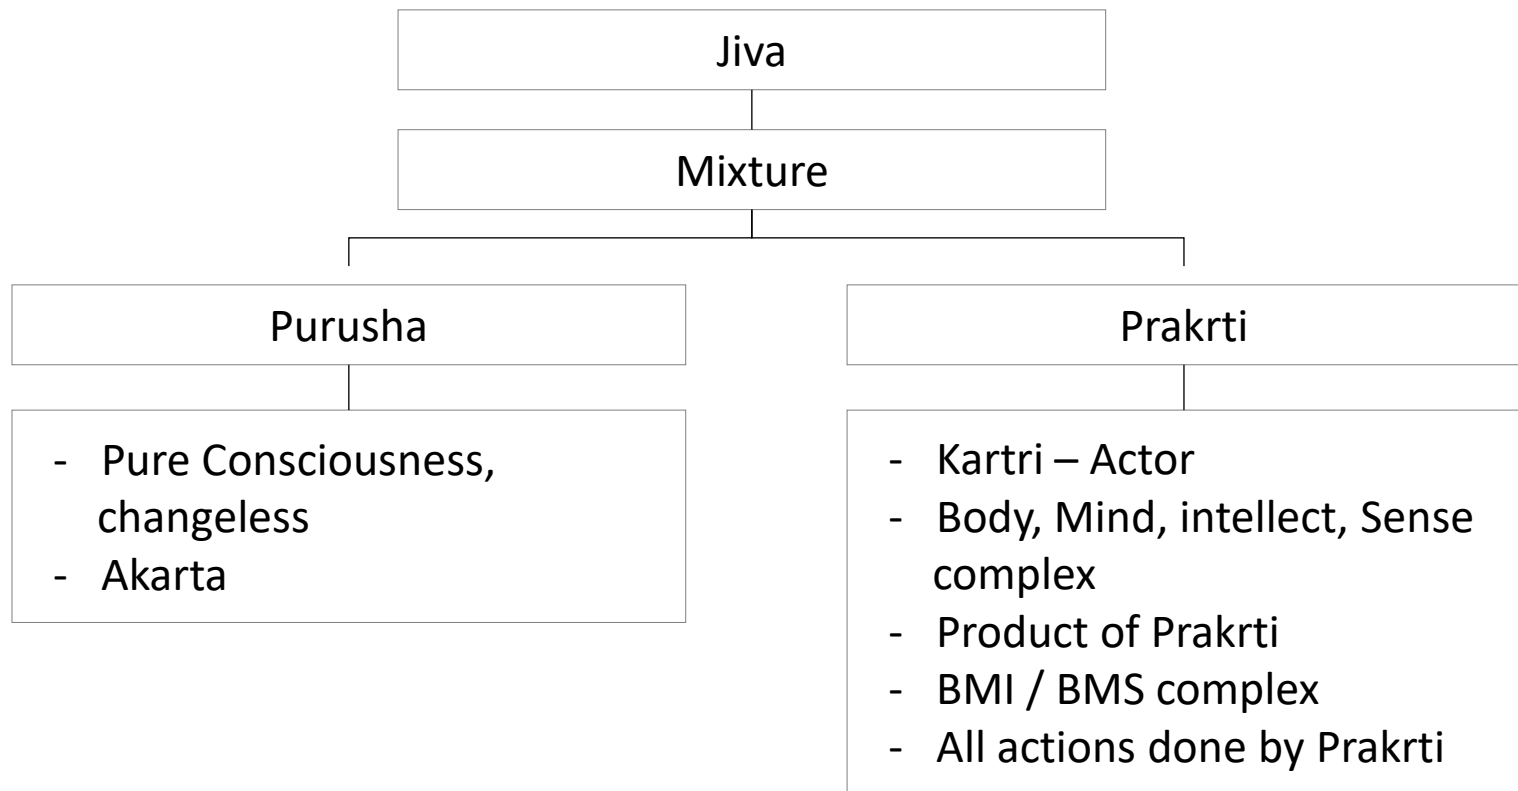 Jiva
Mixture
Purusha
Prakrti
- Pure Consciousness,
changeless
- Akarta
- Kartri – Actor
- Body, Mind, intellect, Sense
complex
- Product of Prakrti
- BMI / BMS complex
- All actions done by Prakrti